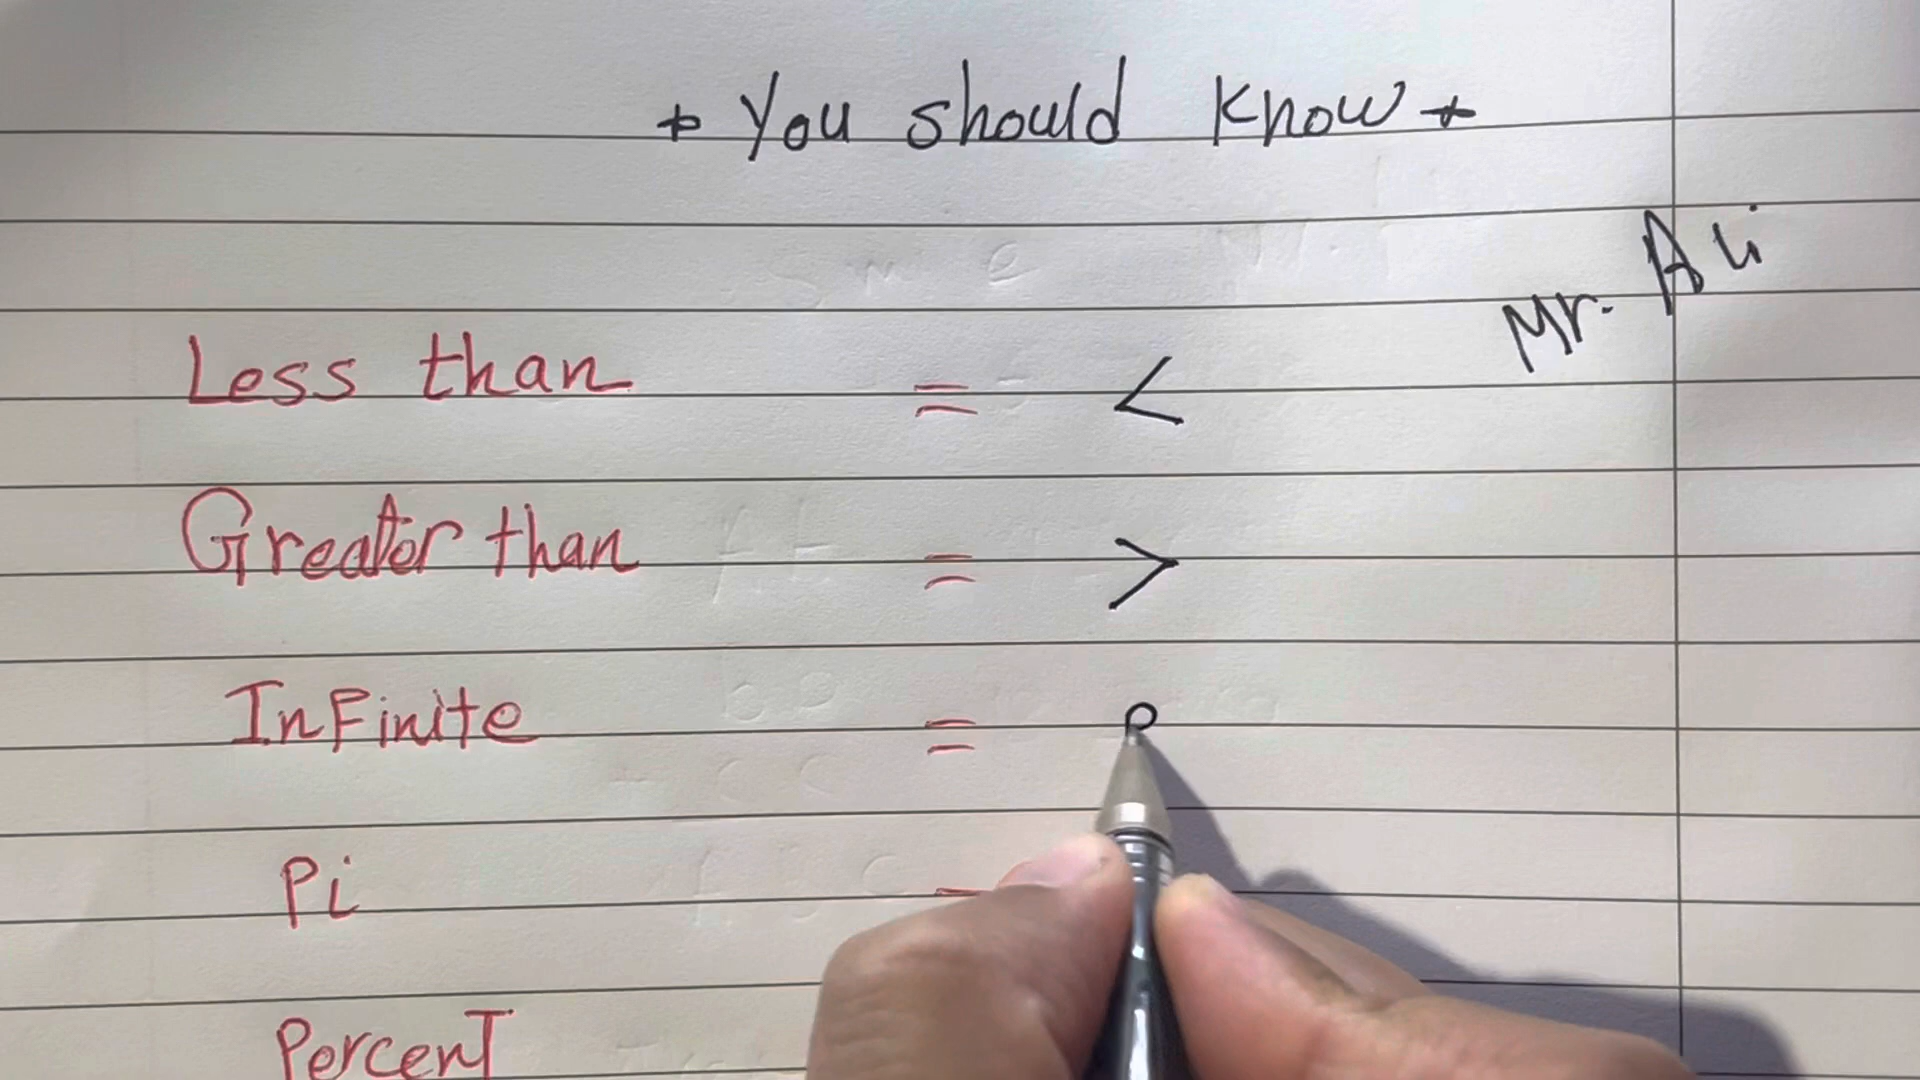 + You should know +
Mr. Ali
Less than = <
Greater than = >
Infinite =
Pi
Percent